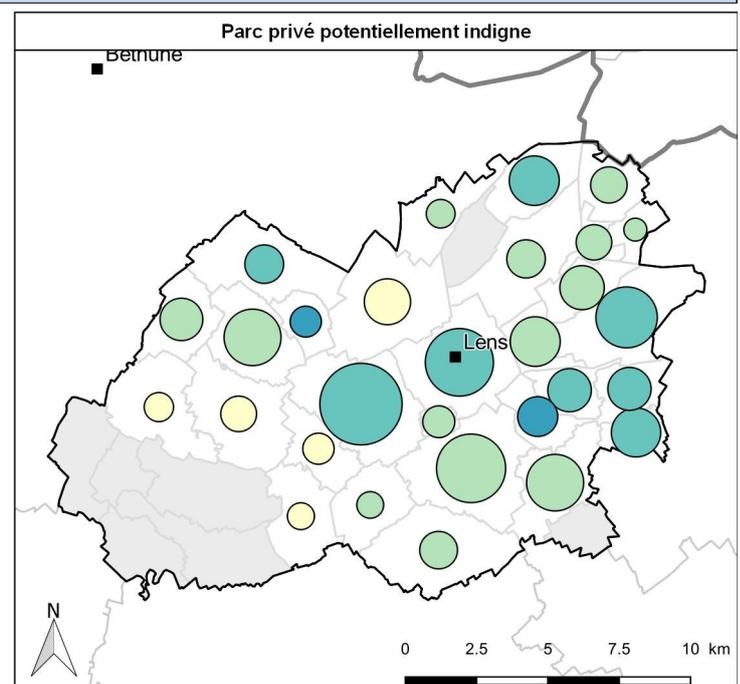 Parc privé potentiellement indigne
Béthune
Lens
N
0 2.5 5 7.5 10 km